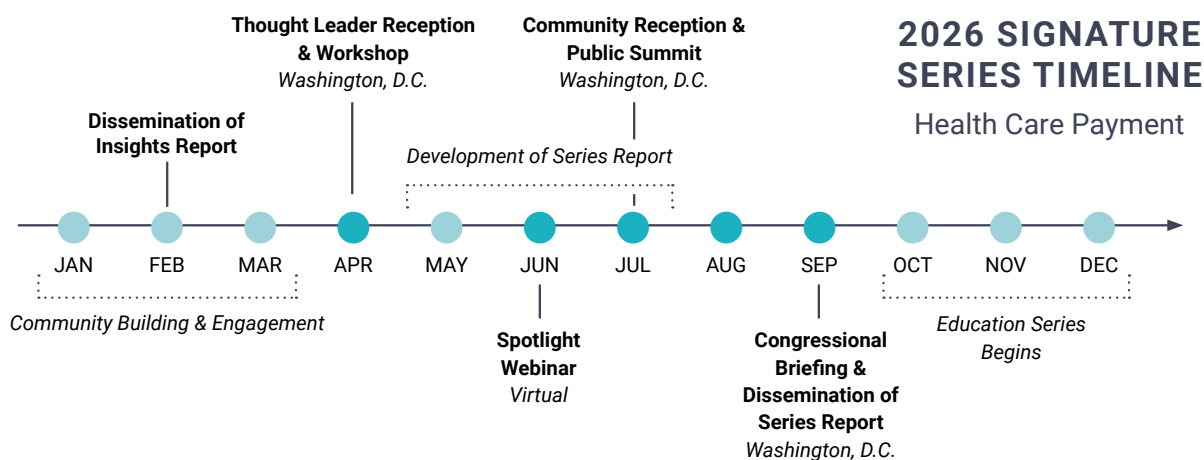 2026 SIGNATURE
SERIES TIMELINE
Health Care Payment
Thought Leader Reception
& Workshop
Washington, D.C.
Community Reception &
Public Summit
Washington, D.C.
Dissemination of
Insights Report
Development of Series Report
JAN
FEB
MAR
APR
MAY
JUN
JUL
AUG
SEP
OCT
NOV
DEC
Community Building & Engagement
Spotlight
Webinar
Virtual
Congressional
Briefing &
Dissemination of
Series Report
Washington, D.C.
Education Series
Begins